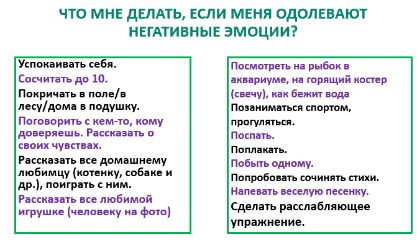 ЧТО МНЕ ДЕЛАТЬ, ЕСЛИ МЕНЯ ОДОЛЕВАЮТ
НЕГАТИВНЫЕ ЭМОЦИИ?
Успокаивать себя.
Сосчитать до 10.
Покричать в поле/в
лесу/дома в подушку.
Поговорить с кем-то, кому
доверяешь. Рассказать о
своих чувствах.
Рассказать все домашнему
любимцу (котенку, собаке и
др.), поиграть с ним.
Рассказать все любимой
игрушке (человеку на фото)
Посмотреть на рыбок в
аквариуме, на горящий костер
(свечу), как бежит вода
Позаниматься спортом,
прогуляться.
Поспать.
Поплакать.
Побыть одному.
Попробовать сочинять стихи.
Напевать веселую песенку.
Сделать расслабляющее
упражнение.